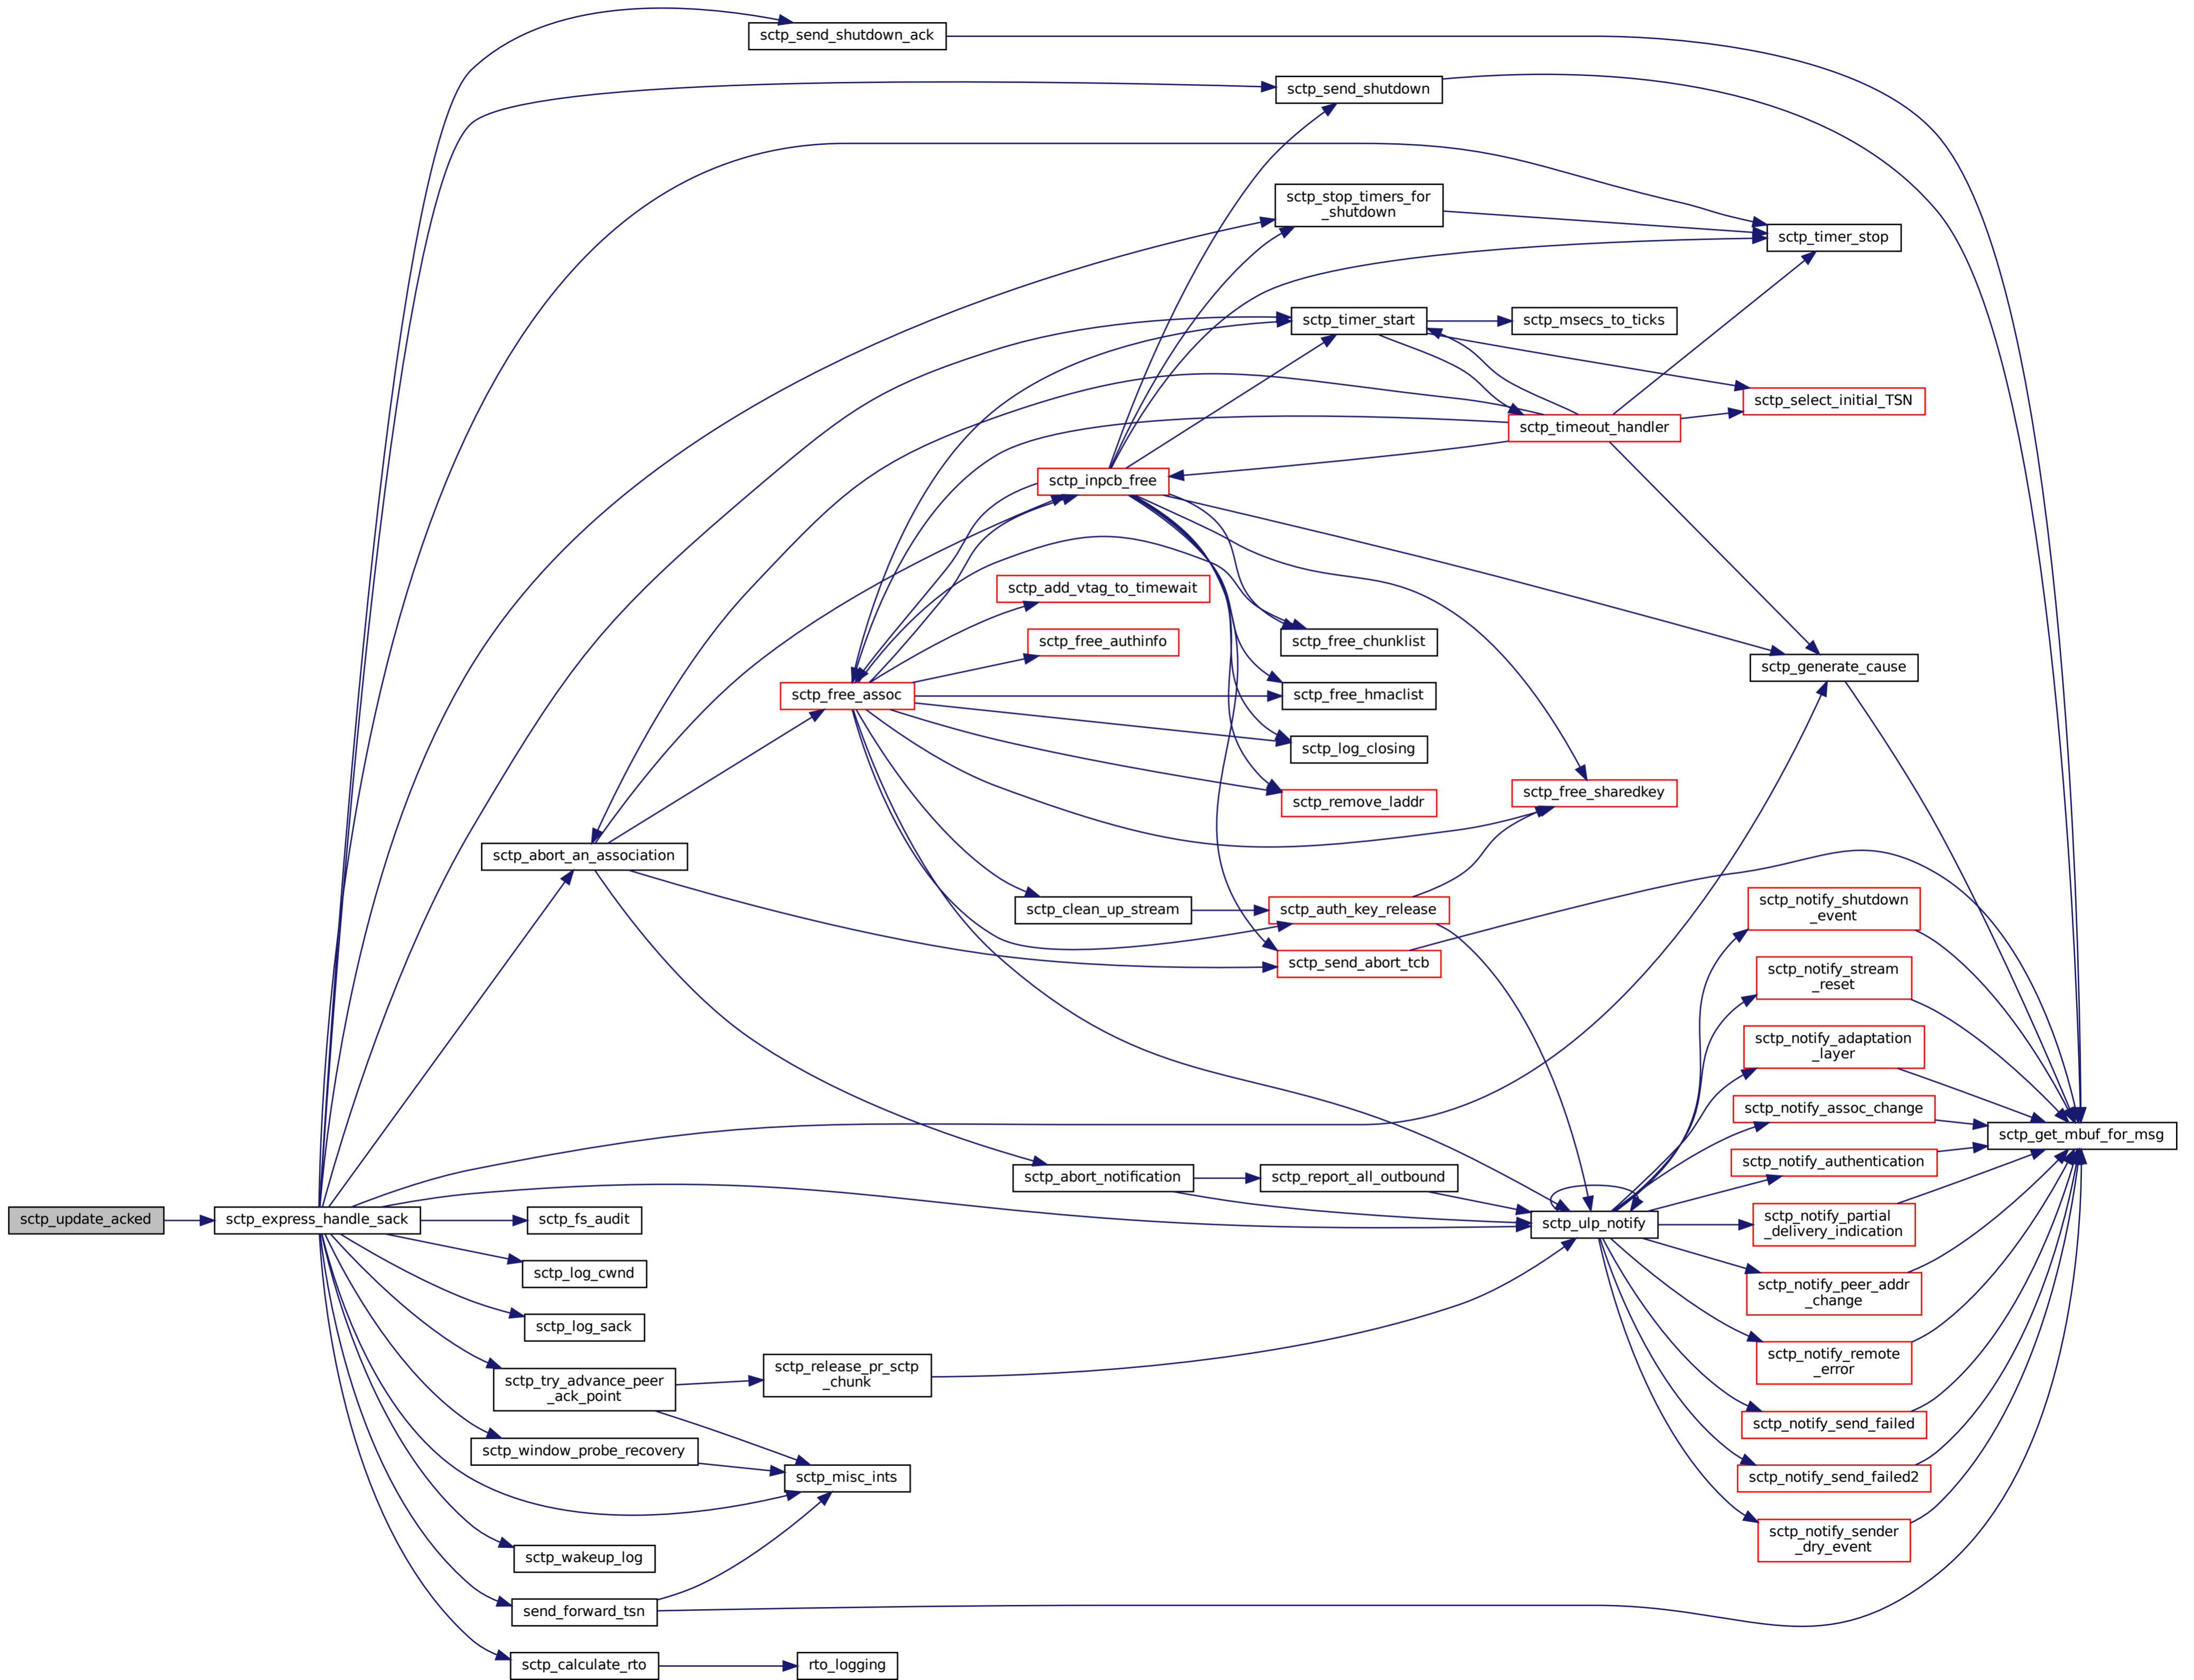 sctp_send_shutdown_ack
sctp_send_shutdown
sctp_stop_timers_for
_shutdown
sctp_timer_stop
sctp_timer_start
sctp_msecs_to_ticks
sctp_select_initial_TSN
sctp_timeout_handler
sctp_inpcb_free
sctp_add_vtag_to_timewait
sctp_free_authinfo
sctp_free_chunklist
sctp_generate_cause
sctp_free_assoc
sctp_free_hmaclist
sctp_log_closing
sctp_remove_laddr
sctp_free_sharedkey
sctp_abort_an_association
sctp_clean_up_stream
sctp_auth_key_release
sctp_send_abort_tcb
sctp_notify_shutdown
_event
sctp_notify_stream
_reset
sctp_notify_adaptation
_layer
sctp_notify_assoc_change
sctp_get_mbuf_for_msg
sctp_notify_authentication
sctp_abort_notification
sctp_report_all_outbound
sctp_update_acked
sctp_express_handle_sack
sctp_fs_audit
sctp_ulp_notify
sctp_notify_partial
_delivery_indication
sctp_log_cwnd
sctp_notify_peer_addr
_change
sctp_log_sack
sctp_notify_remote
_error
sctp_try_advance_peer
_ack_point
sctp_release_pr_sctp
_chunk
sctp_notify_send_failed
sctp_window_probe_recovery
sctp_misc_ints
sctp_notify_send_failed2
sctp_notify_sender
_dry_event
sctp_wakeup_log
send_forward_tsn
sctp_calculate_rto
rto_logging